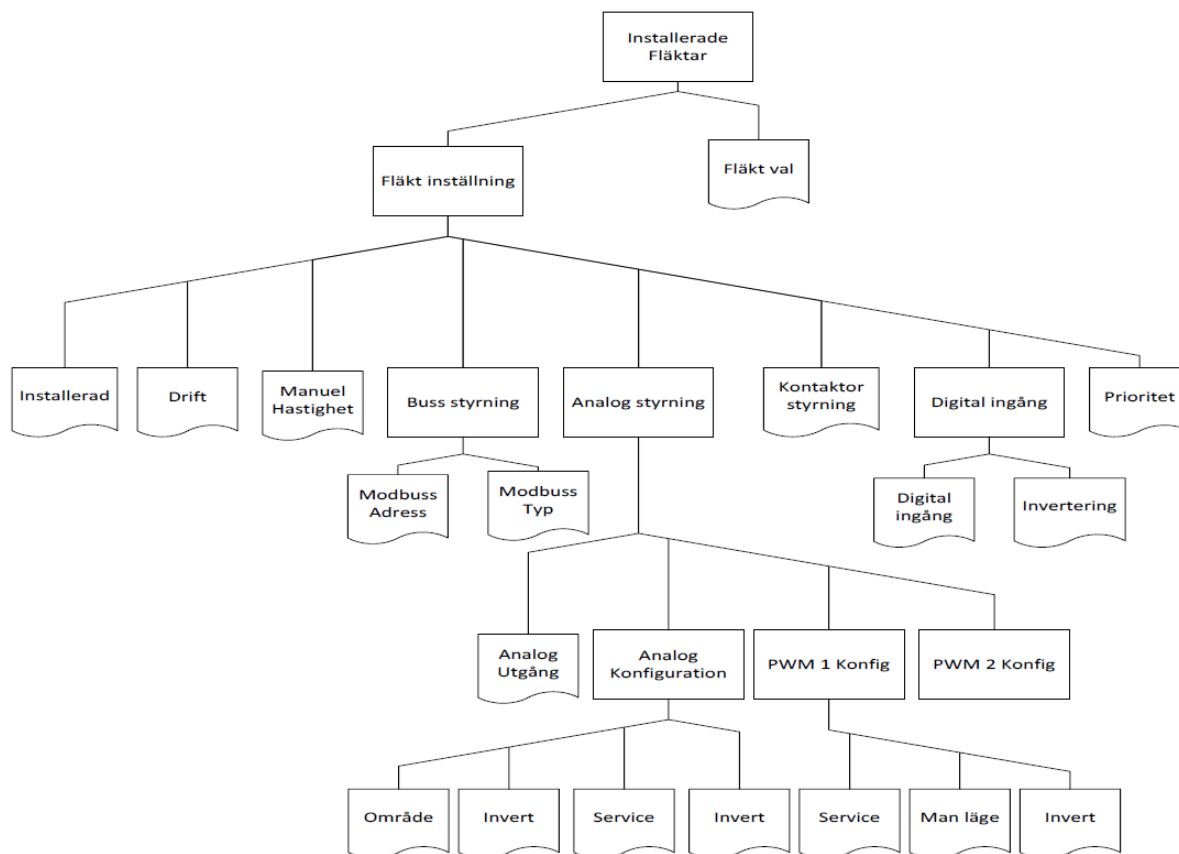 Installerade
Fläktar
Fläkt inställning
Fläkt val
Installerad
Drift
Manuel
Hastighet
Buss styrning
Analog styrning
Kontaktor
styrning
Digital ingång
Prioritet
Modbuss
Adress
Modbuss
Typ
Digital
ingång
Invertering
Analog
Utgång
Analog
Konfiguration
PWM 1 Konfig
PWM 2 Konfig
Område
Invert
Service
Invert
Service
Man läge
Invert